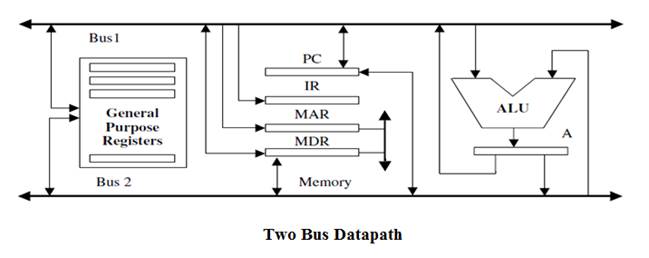 Bus1
PC
IR
General
Purpose
Registers
MAR
MDR
ALU
A
Bus 2
Memory
Two Bus Datapath